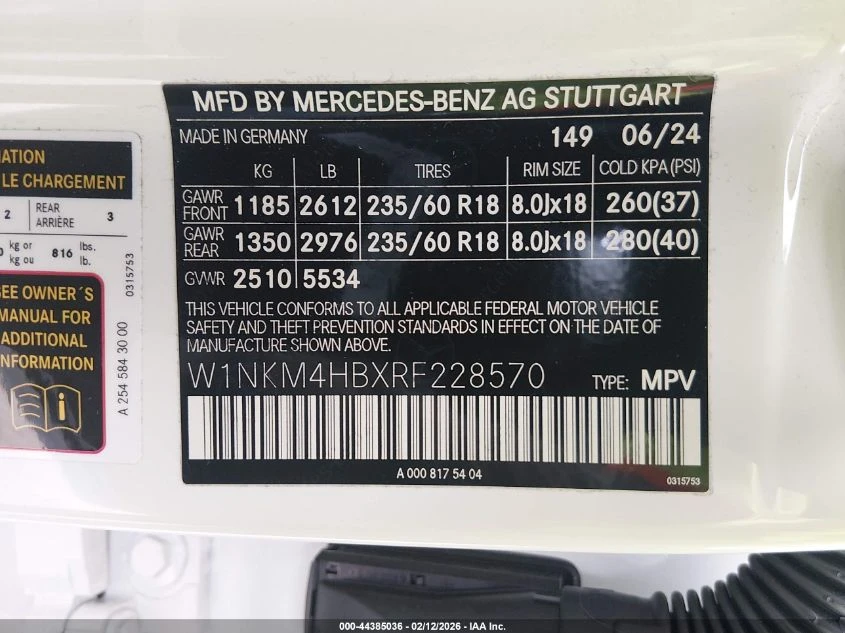 MFD BY MERCEDES-BENZ AG STUTTGART
MADE IN GERMANY 149 06/24
KG LB TIRES RIM SIZE COLD KPA (PSI)
GAWR FRONT 1185 2612 235/60 R18 8.0Jx18 260(37)
GAWR REAR 1350 2976 235/60 R18 8.0Jx18 280(40)
GVWR 2510 5534
THIS VEHICLE CONFORMS TO ALL APPLICABLE FEDERAL MOTOR VEHICLE
SAFETY AND THEFT PREVENTION STANDARDS IN EFFECT ON THE DATE OF
MANUFACTURE SHOWN ABOVE.
W1NKM4HBXRF228570 TYPE: MPV
A 000 817 54 04
0315753
LE CHARGEMENT
2 REAR ARRIÈRE 3
kg or kg ou 816 lbs. lb.
0315753
SEE OWNER´S
MANUAL FOR
ADDITIONAL
INFORMATION
i
A 254 584 30 00
000-44385036 - 02/12/2026 - IAA Inc.